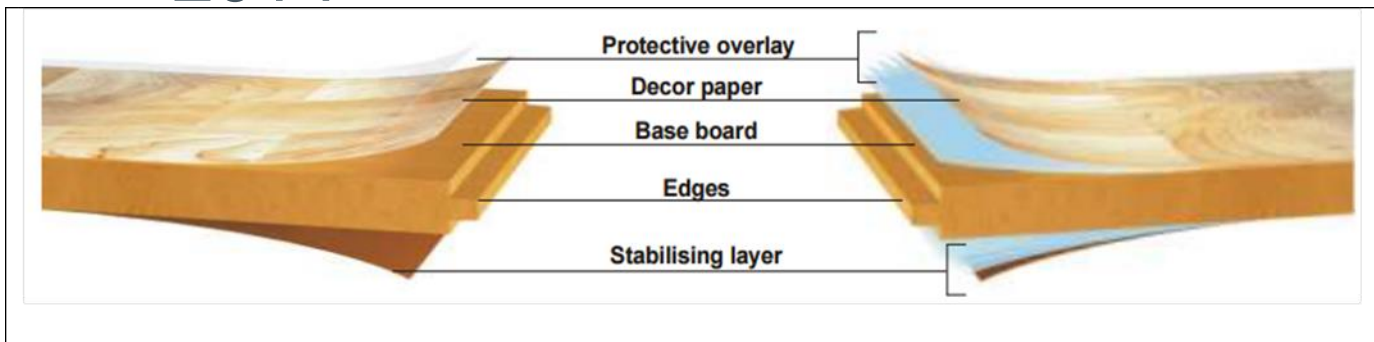 Protective overlay
Decor paper
Base board
Edges
Stabilising layer